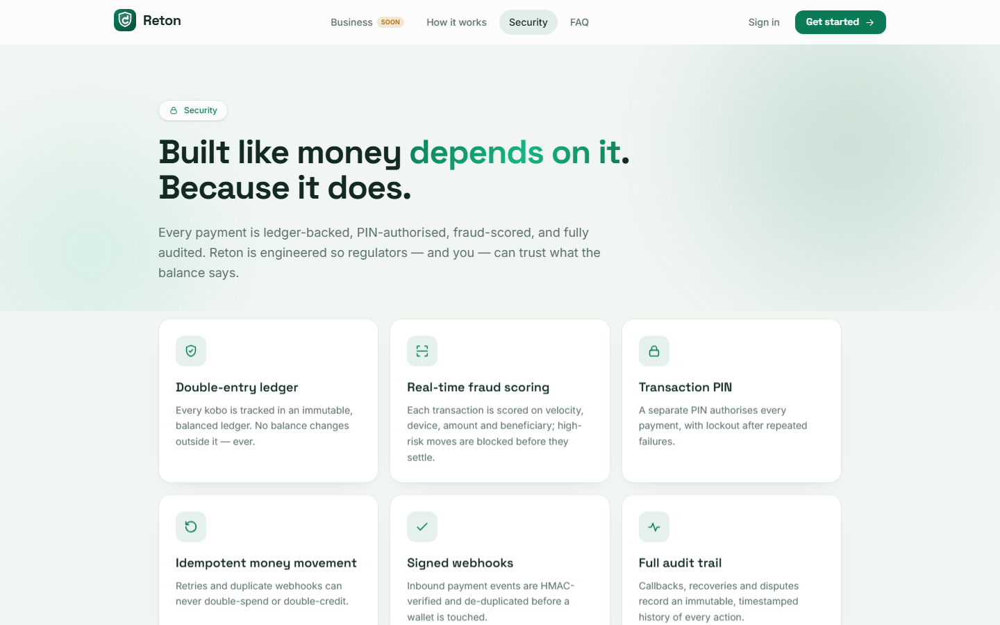 Reton
Business SOON
How it works
Security
FAQ
Sign in
Get started →
Security
Built like money depends on it.
Because it does.
Every payment is ledger-backed, PIN-authorised, fraud-scored, and fully
audited. Reton is engineered so regulators — and you — can trust what the
balance says.
Double-entry ledger
Every kobo is tracked in an immutable,
balanced ledger. No balance changes
outside it — ever.
Real-time fraud scoring
Each transaction is scored on velocity,
device, amount and beneficiary; high-
risk moves are blocked before they
settle.
Transaction PIN
A separate PIN authorises every
payment, with lockout after repeated
failures.
Idempotent money movement
Retries and duplicate webhooks can
never double-spend or double-credit.
Signed webhooks
Inbound payment events are HMAC-
verified and de-duplicated before a
wallet is touched.
Full audit trail
Callbacks, recoveries and disputes
record an immutable, timestamped
history of every action.